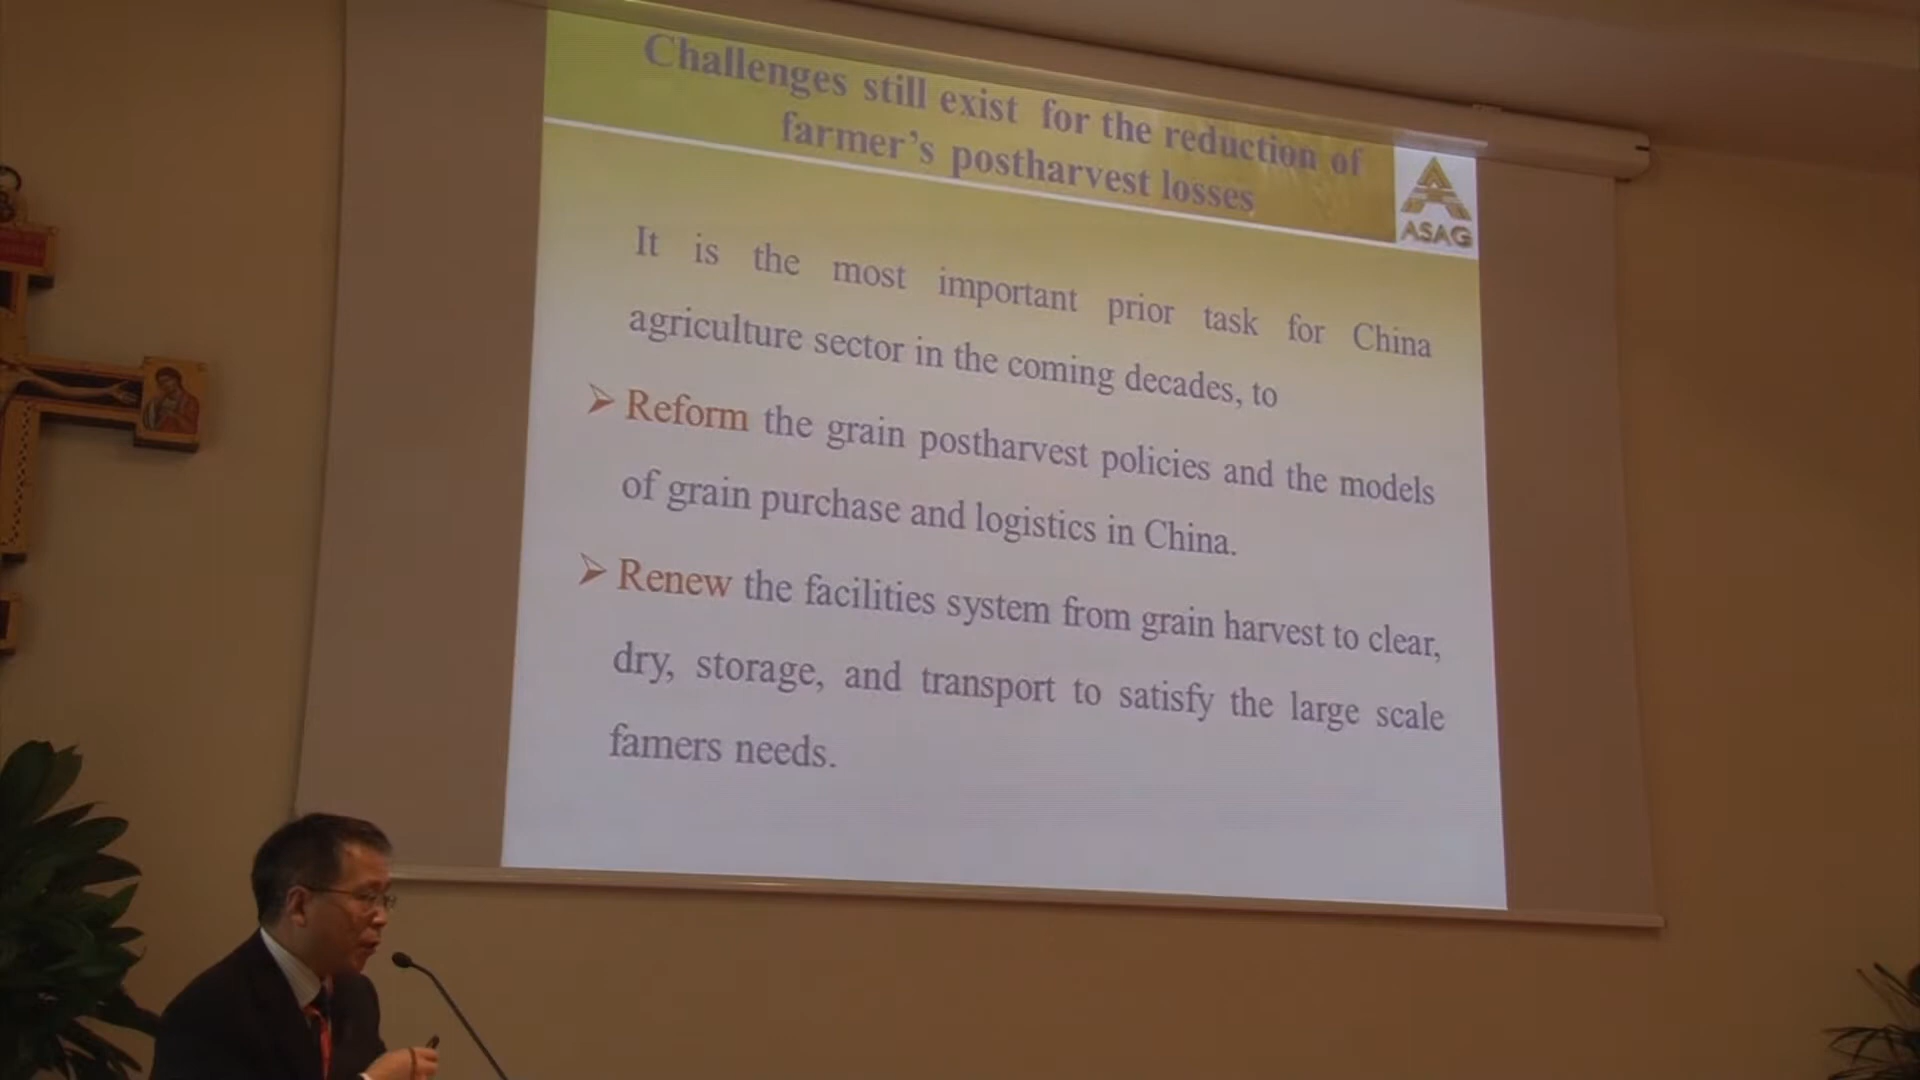 Challenges still exist for the reduction of
farmer's postharvest losses
ASAG
It is the most important prior task for China
agriculture sector in the coming decades, to
Reform the grain postharvest policies and the models
of grain purchase and logistics in China.
Renew the facilities system from grain harvest to clear,
dry, storage, and transport to satisfy the large scale
famers needs.